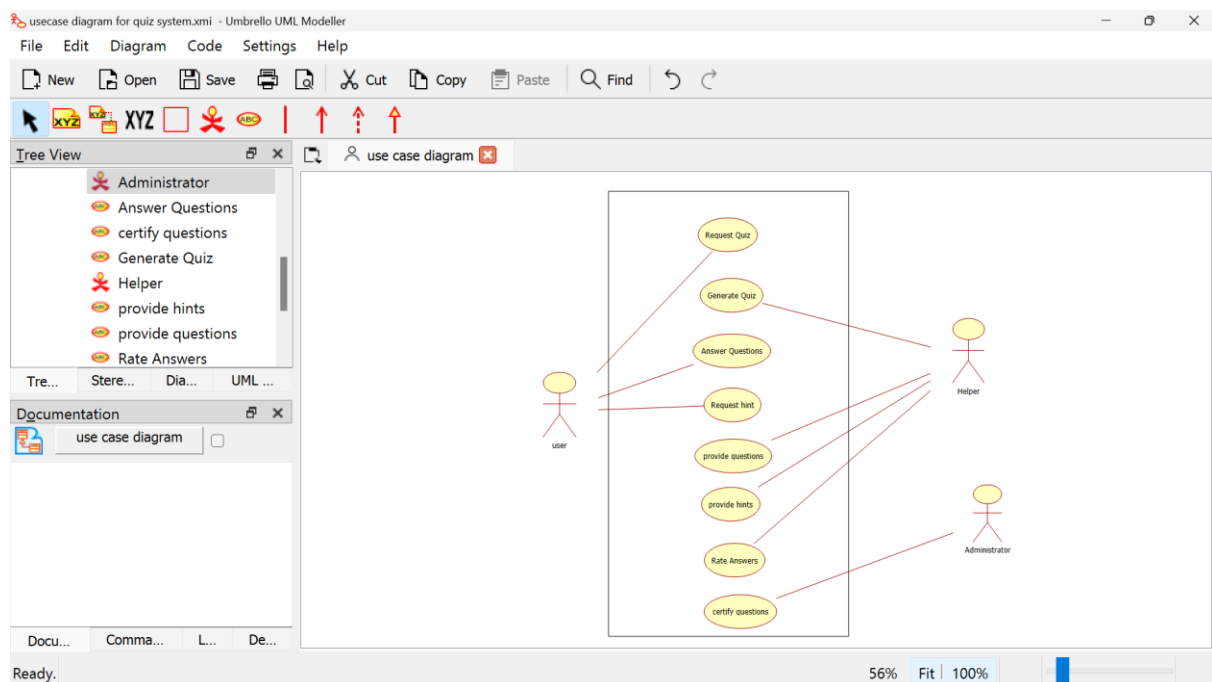 usecase diagram for quiz system.xmi - Umbrello UML Modeller
File Edit Diagram Code Settings Help
New Open Save Cut Copy Paste Find
XYZ XYZ XYZ ABC
Tree View
use case diagram
Administrator
Answer Questions
certify questions
Generate Quiz
Helper
provide hints
provide questions
Rate Answers
Tre... Stere... Dia... UML ...
Documentation
use case diagram
Docu... Comma... L... De...
Request Quiz
Generate Quiz
Answer Questions
Request hint
provide questions
provide hints
Rate Answers
certify questions
user
Helper
Administrator
Ready.
56% Fit 100%